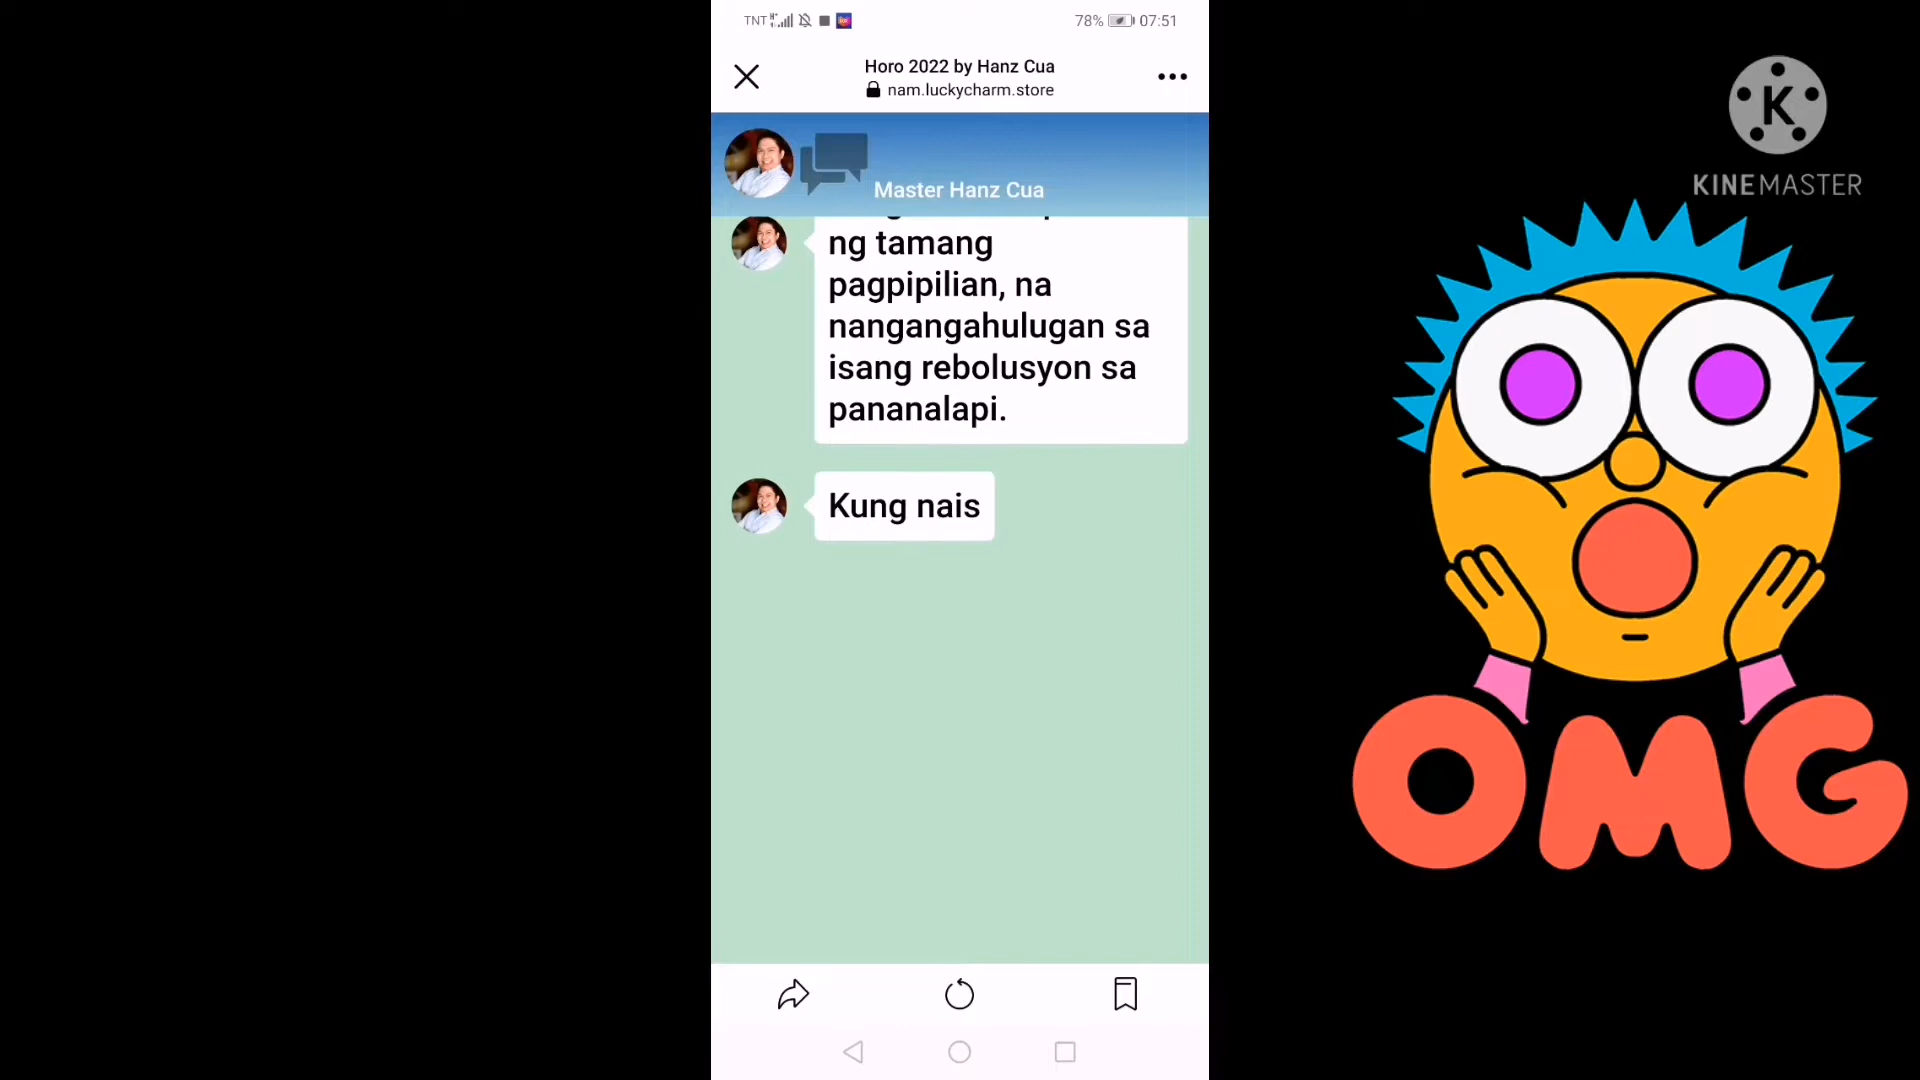 TNT
78% 07:51
Horo 2022 by Hanz Cua
nam.luckycharm.store
Master Hanz Cua
ng tamang
pagpipilian, na
nangangahulugan sa
isang rebolusyon sa
pananalapi.
Kung nais
K
KINEMASTER
OMG